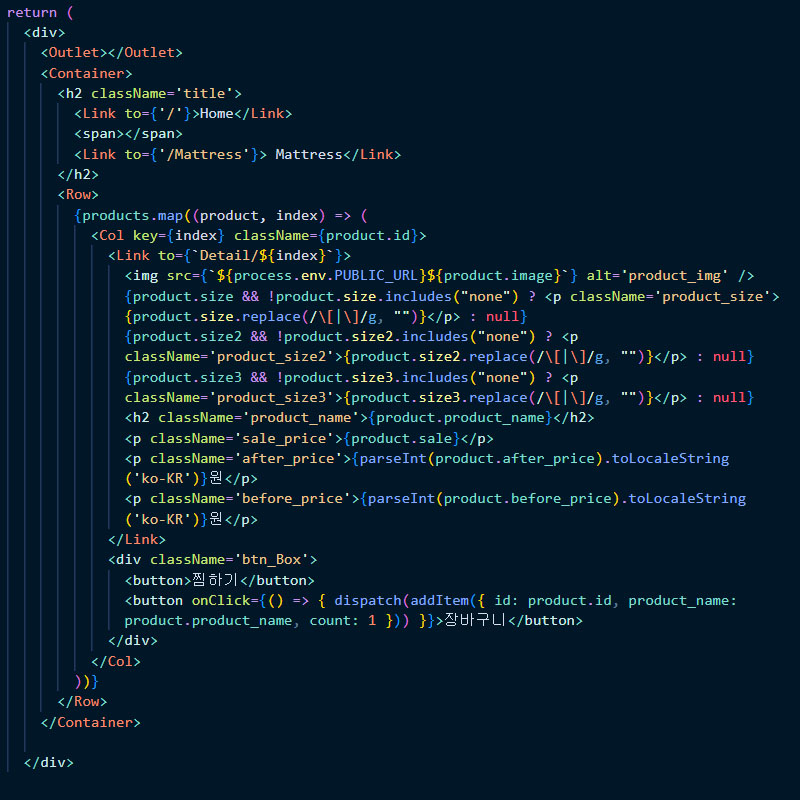 return (
<div>
<Outlet></Outlet>
<Container>
<h2 className='title'>
<Link to={'/'}>Home</Link>
<span></span>
<Link to={'/Mattress'}> Mattress</Link>
</h2>
<Row>
{products.map((product, index) => (
<Col key={index} className={product.id}>
<Link to={`Detail/${index}`}>
<img src={`${process.env.PUBLIC_URL}${product.image}`} alt='product_img' />
{product.size && !product.size.includes("none") ? <p className='product_size'>
{product.size.replace(/\[|\]/g, "")}</p> : null}
{product.size2 && !product.size2.includes("none") ? <p
className='product_size2'>{product.size2.replace(/\[|\]/g, "")}</p> : null}
{product.size3 && !product.size3.includes("none") ? <p
className='product_size3'>{product.size3.replace(/\[|\]/g, "")}</p> : null}
<h2 className='product_name'>{product.product_name}</h2>
<p className='sale_price'>{product.sale}</p>
<p className='after_price'>{parseInt(product.after_price).toLocaleString
('ko-KR')}원</p>
<p className='before_price'>{parseInt(product.before_price).toLocaleString
('ko-KR')}원</p>
</Link>
<div className='btn_Box'>
<button>찜하기</button>
<button onClick={() => { dispatch(addItem({ id: product.id, product_name:
product.product_name, count: 1 })) }}>장바구니</button>
</div>
</Col>
))}
</Row>
</Container>
</div>